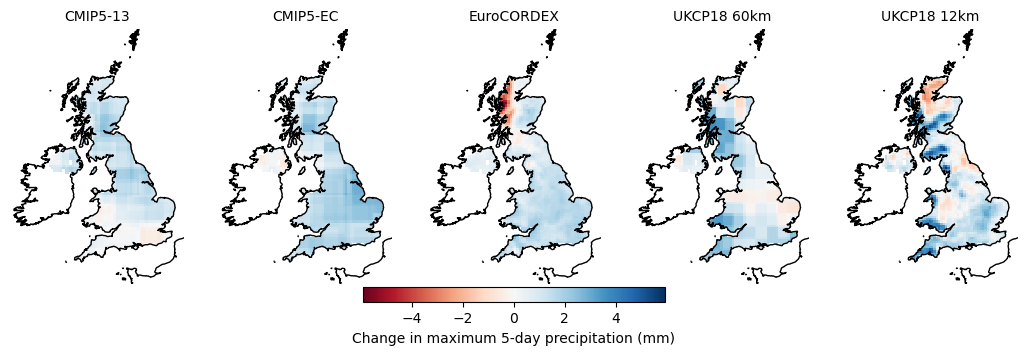 CMIP5-13 CMIP5-EC EuroCORDEX UKCP18 60km UKCP18 12km
−4 −2 0 2 4
Change in maximum 5-day precipitation (mm)